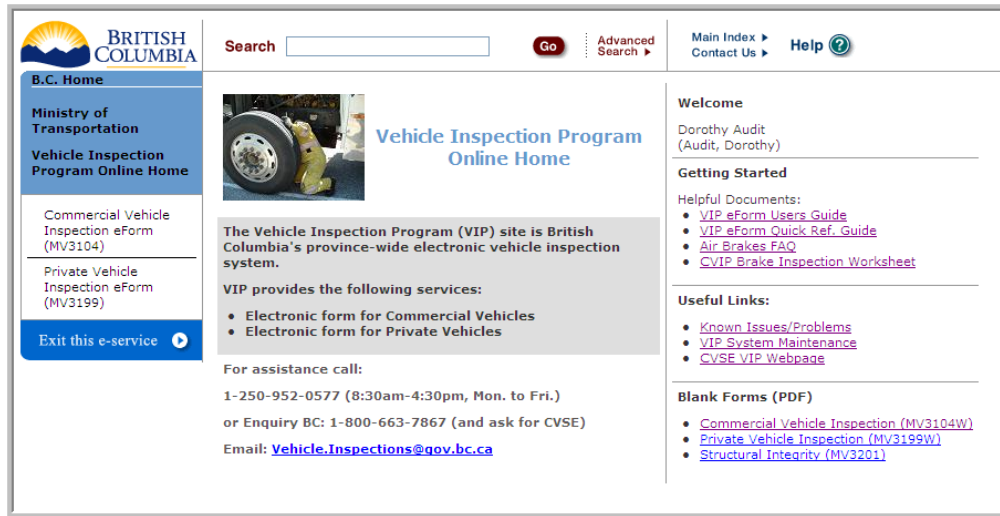 BRITISH
COLUMBIA
Search
Go
Advanced
Search
Main Index
Contact Us
Help ?
B.C. Home
Ministry of
Transportation
Vehicle Inspection
Program Online Home
Commercial Vehicle
Inspection eForm
(MV3104)
Private Vehicle
Inspection eForm
(MV3199)
Exit this e-service
Vehicle Inspection Program
Online Home
The Vehicle Inspection Program (VIP) site is British
Columbia's province-wide electronic vehicle inspection
system.
VIP provides the following services:
• Electronic form for Commercial Vehicles
• Electronic form for Private Vehicles
For assistance call:
1-250-952-0577 (8:30am-4:30pm, Mon. to Fri.)
or Enquiry BC: 1-800-663-7867 (and ask for CVSE)
Email: Vehicle.Inspections@gov.bc.ca
Welcome
Dorothy Audit
(Audit, Dorothy)
Getting Started
Helpful Documents:
• VIP eForm Users Guide
• VIP eForm Quick Ref. Guide
• Air Brakes FAQ
• CVIP Brake Inspection Worksheet
Useful Links:
• Known Issues/Problems
• VIP System Maintenance
• CVSE VIP Webpage
Blank Forms (PDF)
• Commercial Vehicle Inspection (MV3104W)
• Private Vehicle Inspection (MV3199W)
• Structural Integrity (MV3201)